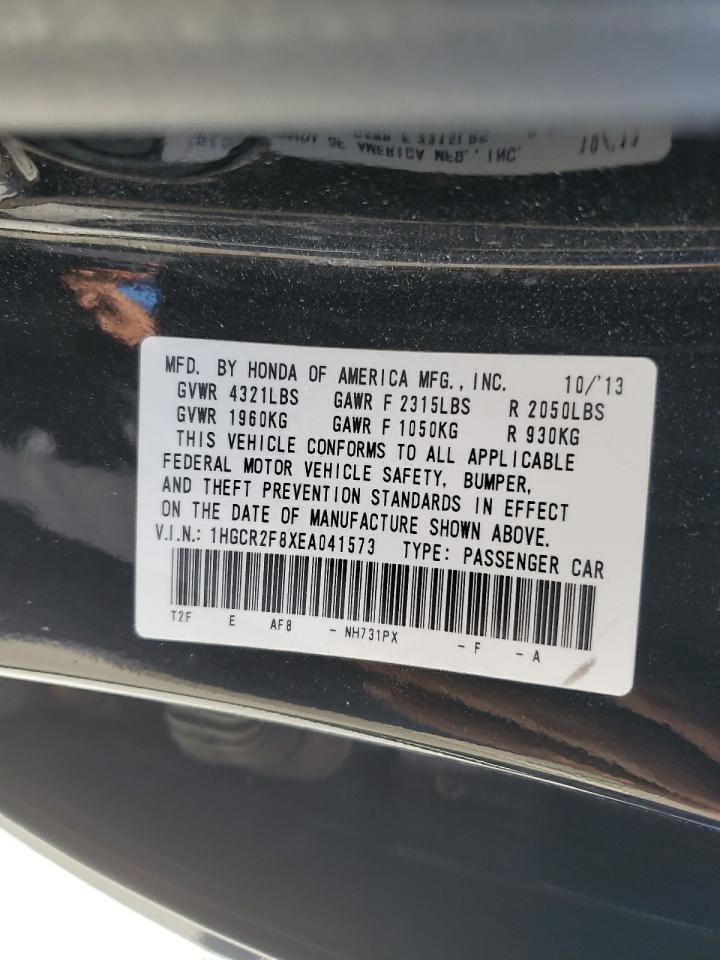 MFD. BY HONDA OF AMERICA MFG., INC. 10/'13
GVWR 4321LBS GAWR F 2315LBS R 2050LBS
GVWR 1960KG GAWR F 1050KG R 930KG
THIS VEHICLE CONFORMS TO ALL APPLICABLE
FEDERAL MOTOR VEHICLE SAFETY, BUMPER,
AND THEFT PREVENTION STANDARDS IN EFFECT
ON THE DATE OF MANUFACTURE SHOWN ABOVE.
V.I.N.: 1HGCR2F8XEA041573 TYPE: PASSENGER CAR
T2F E AF8 - NH731PX - F - A